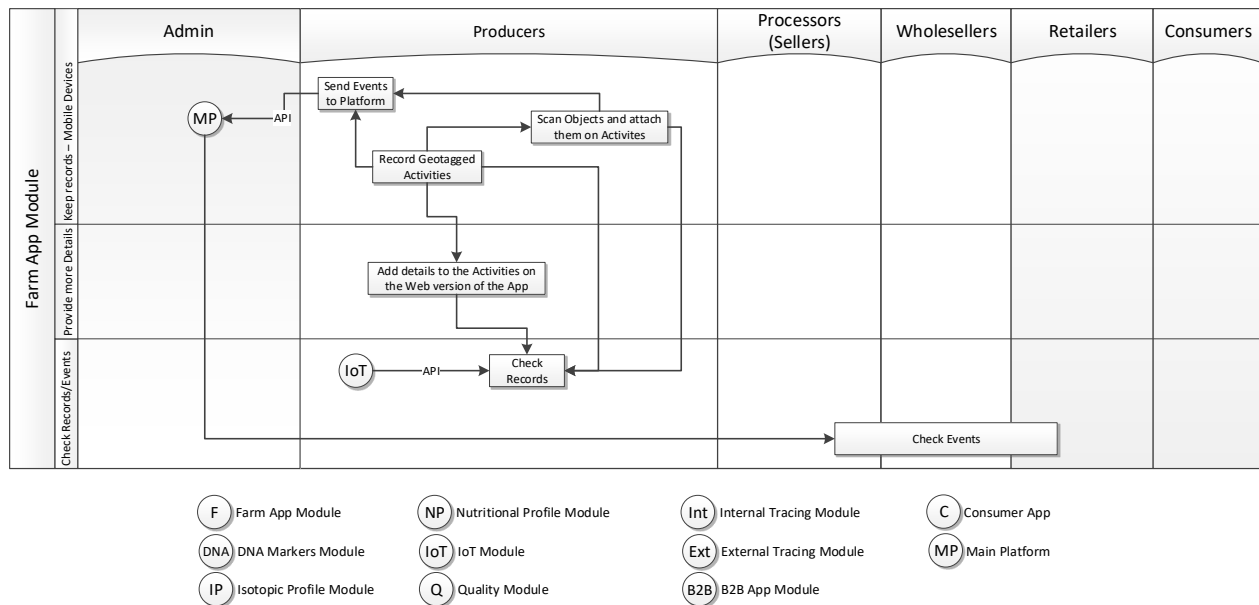 Admin
Producers
Processors
(Sellers)
Wholesellers
Retailers
Consumers
Farm App Module
Keep records – Mobile Devices
Send Events
to Platform
MP
API
Scan Objects and attach
them on Activites
Record Geotagged
Activities
Provide more Details
Add details to the Activities on
the Web version of the App
Check Records/Events
IoT
API
Check
Records
Check Events
F Farm App Module
NP Nutritional Profile Module
Int Internal Tracing Module
C Consumer App
DNA DNA Markers Module
IoT IoT Module
Ext External Tracing Module
MP Main Platform
IP Isotopic Profile Module
Q Quality Module
B2B B2B App Module